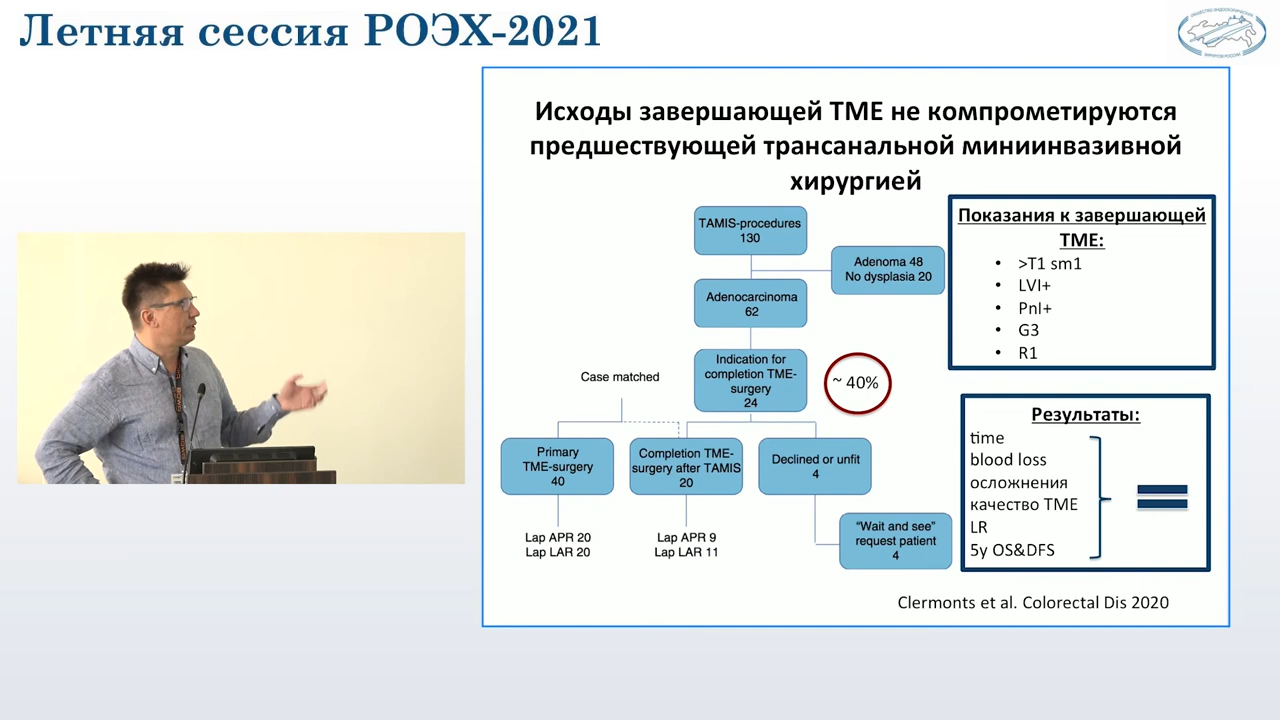 Летняя сессия РОЭХ-2021
Исходы завершающей ТМЕ не компрометируются
предшествующей трансанальной миниинвазивной
хирургией
TAMIS-procedures
130
Adenoma 48
No dysplasia 20
Adenocarcinoma
62
Indication for
completion TME-
surgery
24
~ 40%
Case matched
Primary
TME-surgery
40
Completion TME-
surgery after TAMIS
20
Declined or unfit
4
Lap APR 20
Lap LAR 20
Lap APR 9
Lap LAR 11
“Wait and see”
request patient
4
Показания к завершающей
ТМЕ:
• >T1 sm1
• LVI+
• PnI+
• G3
• R1
Результаты:
time
blood loss
осложнения
качество ТМЕ
LR
5y OS&DFS
Clermonts et al. Colorectal Dis 2020